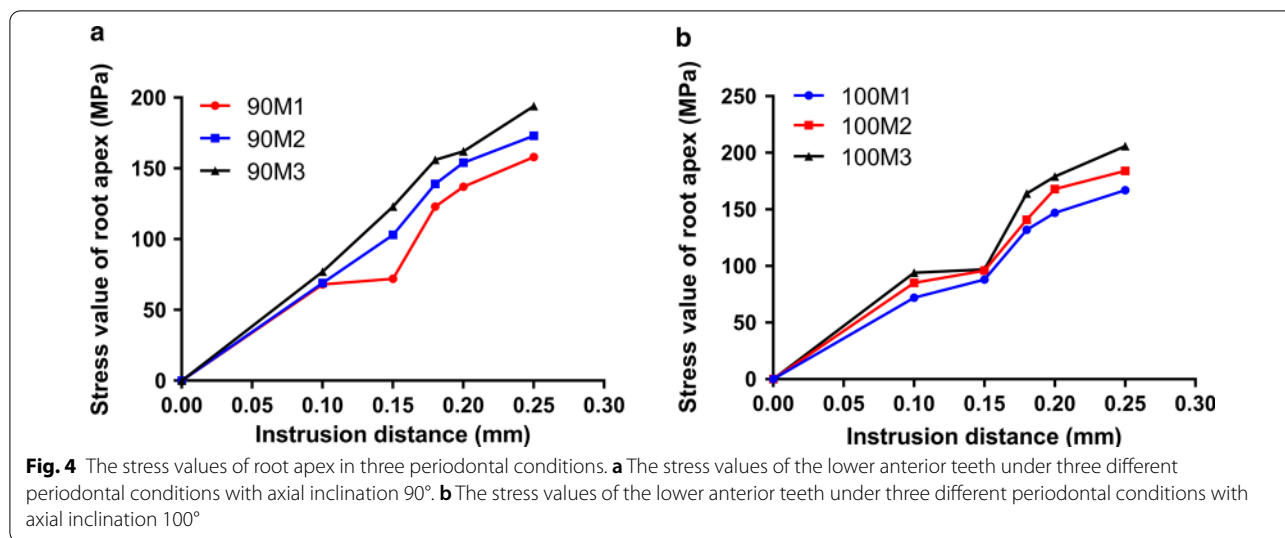 a
90M1
90M2
90M3
Stress value of root apex (MPa)
200
150
100
50
0
0.00 0.05 0.10 0.15 0.20 0.25 0.30
Instrusion distance (mm)
b
100M1
100M2
100M3
Stress value of root apex (MPa)
250
200
150
100
50
0
0.00 0.05 0.10 0.15 0.20 0.25 0.30
Instrusion distance (mm)
Fig. 4 The stress values of root apex in three periodontal conditions. a The stress values of the lower anterior teeth under three different
periodontal conditions with axial inclination 90°. b The stress values of the lower anterior teeth under three different periodontal conditions with
axial inclination 100°